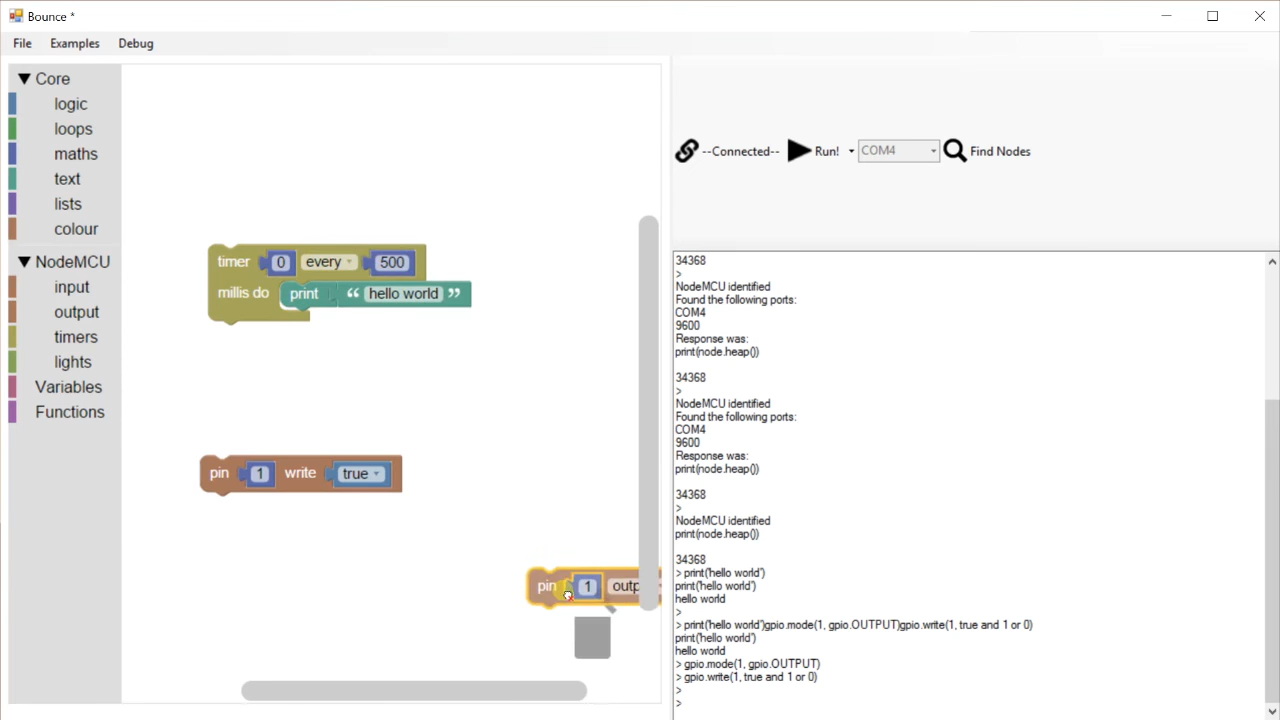 Bounce *
File Examples Debug
Core
logic
loops
maths
text
lists
colour
NodeMCU
input
output
timers
lights
Variables
Functions
timer 0 every 500
millis do print “ hello world ”
pin 1 write true
pin 1 outp
--Connected-- Run! COM4 Find Nodes
34368
>
NodeMCU identified
Found the following ports:
COM4
9600
Response was:
print(node.heap())
34368
>
NodeMCU identified
Found the following ports:
COM4
9600
Response was:
print(node.heap())
34368
>
NodeMCU identified
print(node.heap())
34368
> print('hello world')
print('hello world')
hello world
>
> print('hello world')gpio.mode(1, gpio.OUTPUT)gpio.write(1, true and 1 or 0)
print('hello world')
hello world
> gpio.mode(1, gpio.OUTPUT)
> gpio.write(1, true and 1 or 0)
>
>